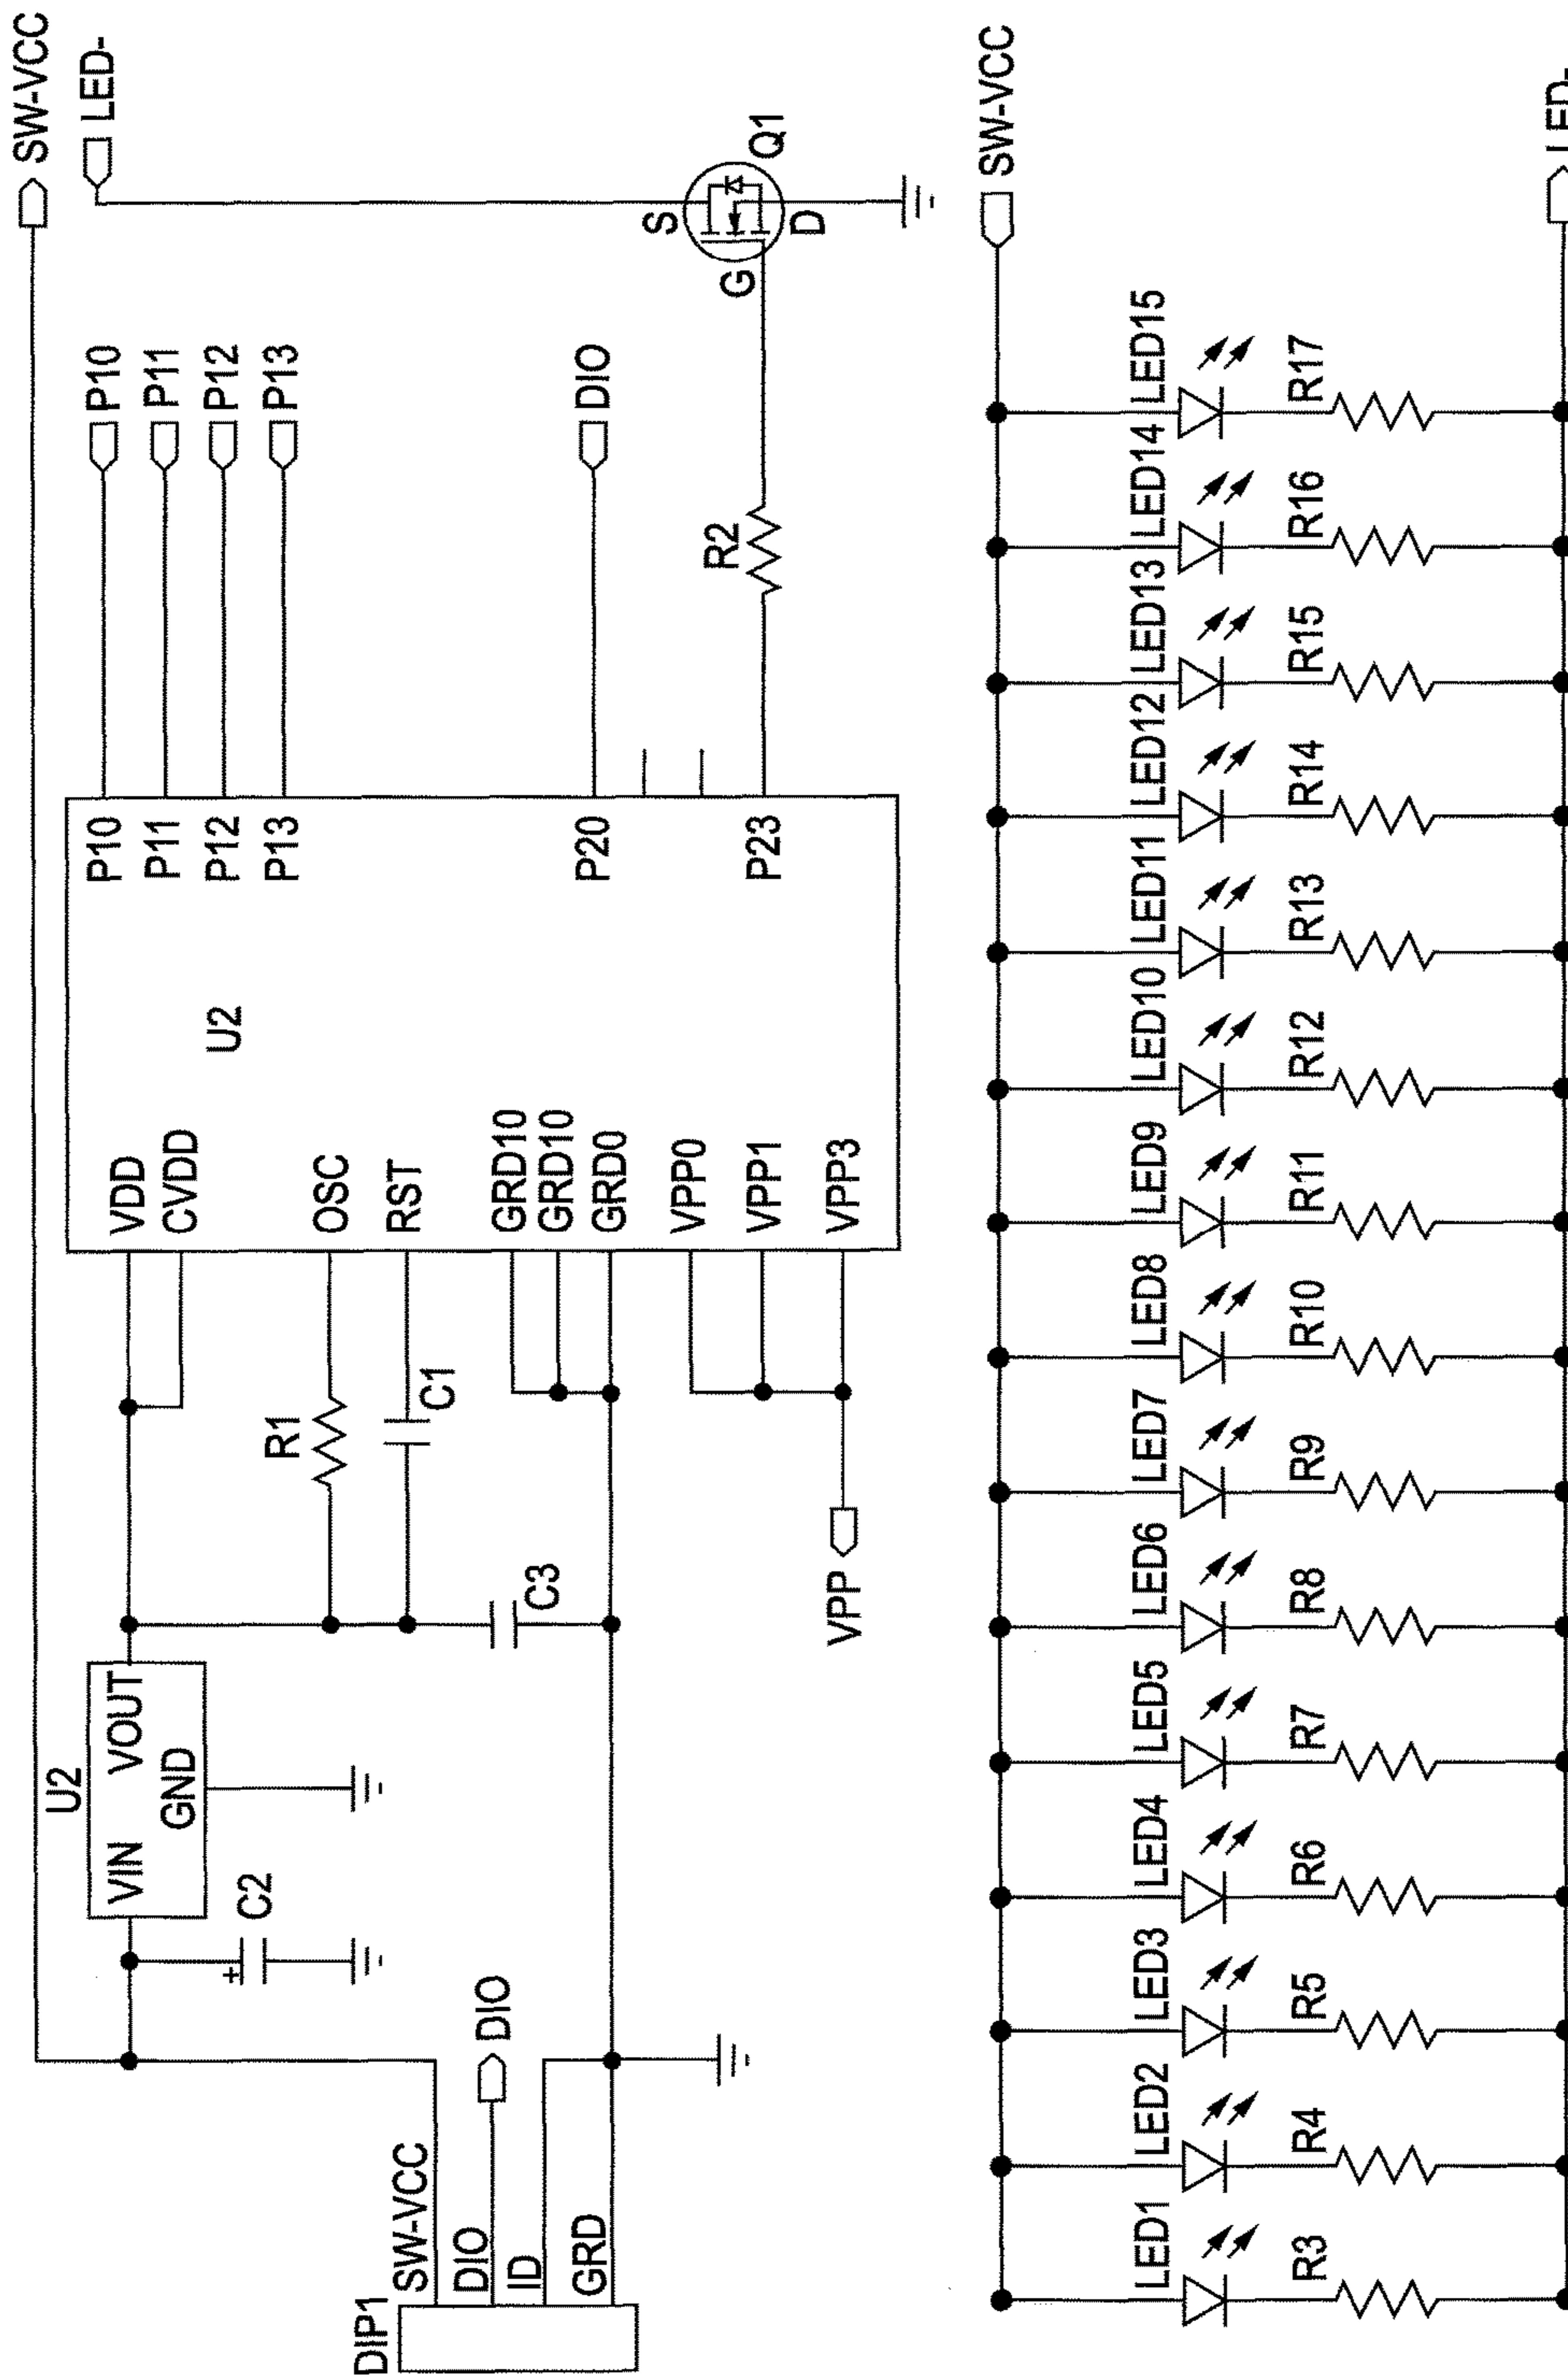 SW-VCC
LED-
U2
VIN
VOUT
GND
C2
DIP1
SW-VCC
DIO
ID
GRD
DIO
R1
C1
C3
VPP
VDD
CVDD
OSC
RST
GRD10
GRD10
GRD0
VPP0
VPP1
VPP3
U2
P10
P11
P12
P13
P20
P23
P10
P11
P12
P13
DIO
R2
G
S
D
Q1
SW-VCC
LED1
LED2
LED3
LED4
LED5
LED6
LED7
LED8
LED9
LED10
LED11
LED12
LED13
LED14
LED15
R3
R4
R5
R6
R7
R8
R9
R10
R11
R12
R13
R14
R15
R16
R17
LED-